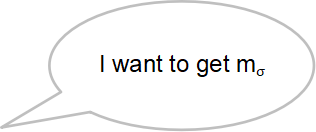 I want to get mσ